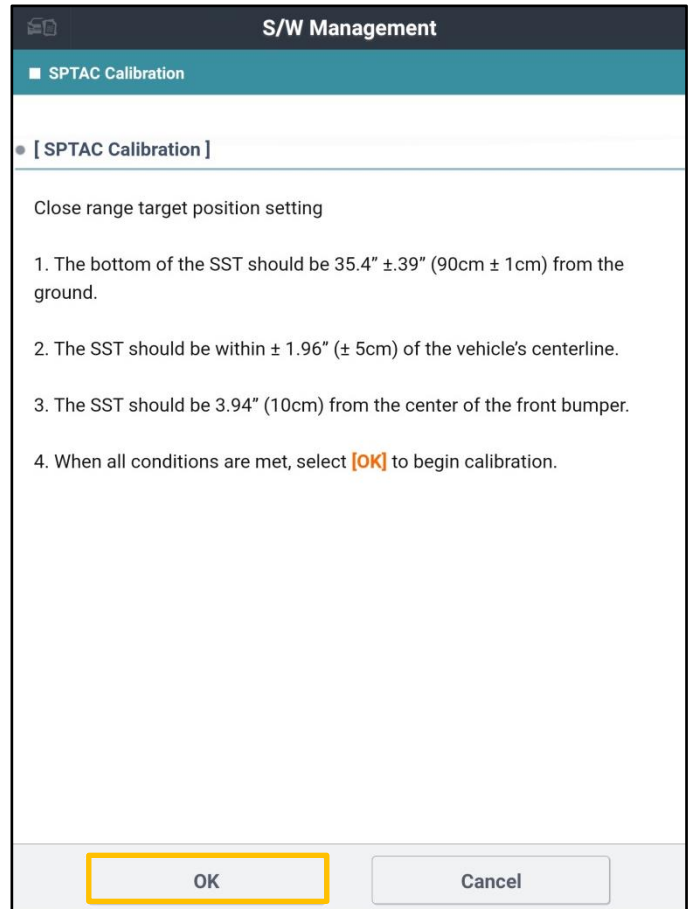 S/W Management
■ SPTAC Calibration
● [ SPTAC Calibration ]
Close range target position setting
1. The bottom of the SST should be 35.4” ±.39” (90cm ± 1cm) from the
ground.
2. The SST should be within ± 1.96” (± 5cm) of the vehicle’s centerline.
3. The SST should be 3.94” (10cm) from the center of the front bumper.
4. When all conditions are met, select [OK] to begin calibration.
OK
Cancel